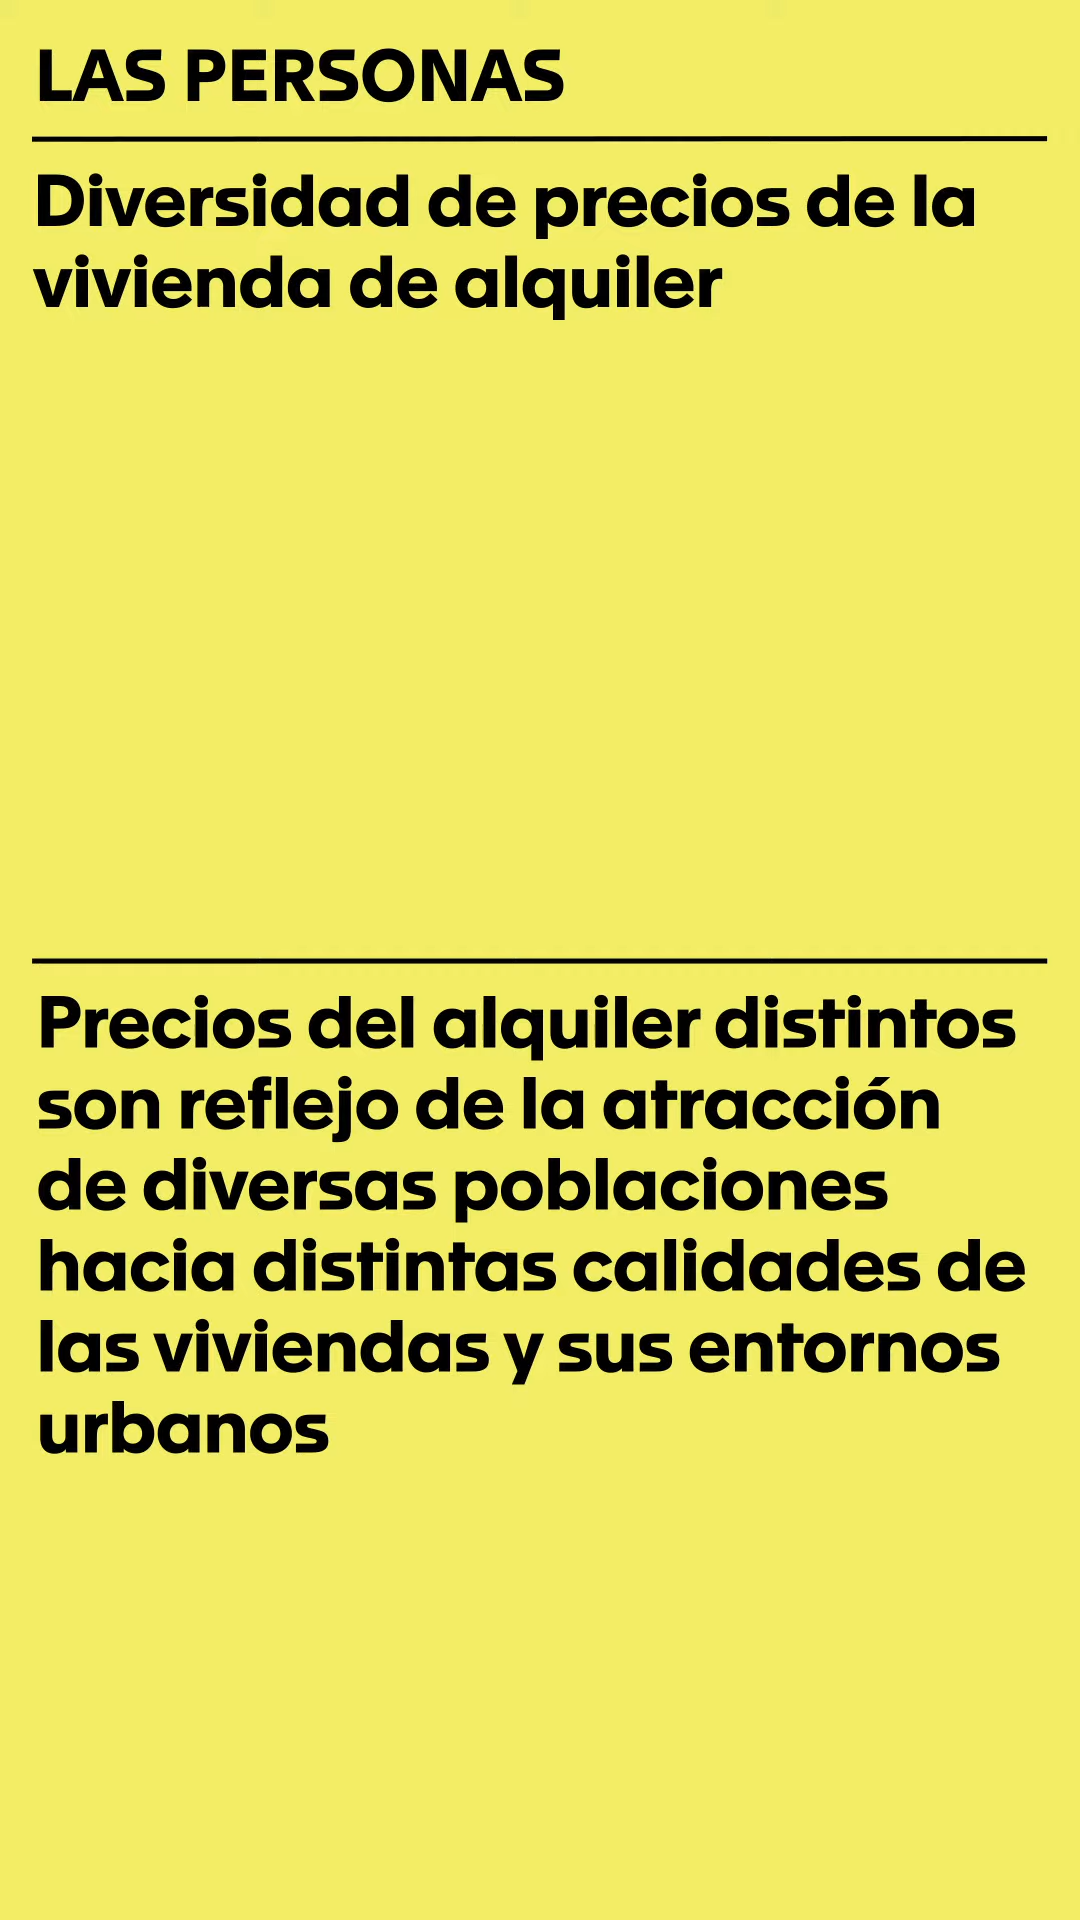 LAS PERSONAS
Diversidad de precios de la
vivienda de alquiler
Precios del alquiler distintos
son reflejo de la atracción
de diversas poblaciones
hacia distintas calidades de
las viviendas y sus entornos
urbanos